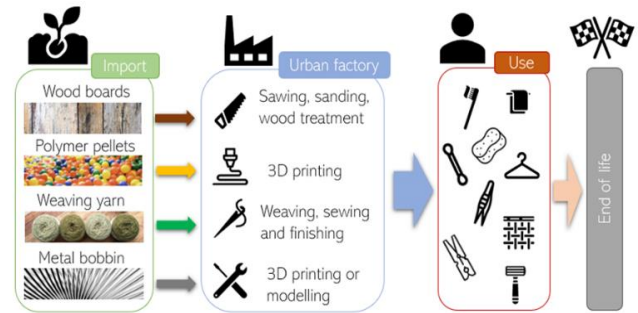 Import
Wood boards
Polymer pellets
Weaving yarn
Metal bobbin
Urban factory
Sawing, sanding,
wood treatment
3D printing
Weaving, sewing
and finishing
3D printing or
modelling
Use
End of life